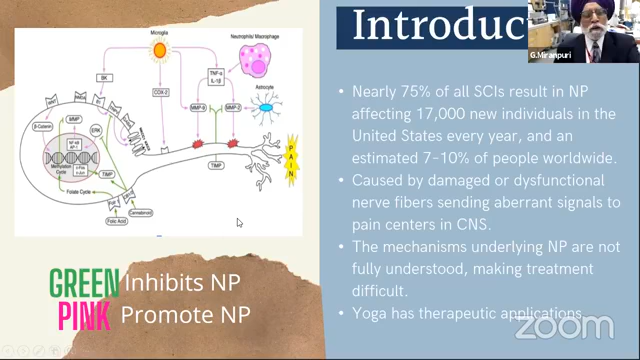 Introduc
G.Miranpuri
Microglia
Neutrophils/ Macrophage
BK
COX-2
TNF-α
IL-1β
Astrocyte
MMP-9
MMP-2
β-Catenin
MMP
ERK
NF-kB
AP-1
Methylation
Cycle
TIMP
TIMP
Folate Cycle
Folic Acid
Cannabinoid
PAIN
GREEN Inhibits NP
PINK Promote NP
• Nearly 75% of all SCIs result in NP
affecting 17,000 new individuals in the
United States every year, and an
estimated 7–10% of people worldwide.
• Caused by damaged or dysfunctional
nerve fibers sending aberrant signals to
pain centers in CNS.
• The mechanisms underlying NP are not
fully understood, making treatment
difficult.
• Yoga has therapeutic applications
zoom